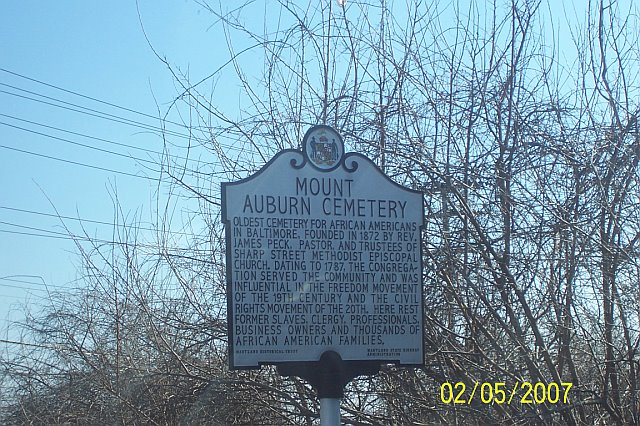 MOUNT
AUBURN CEMETERY
OLDEST CEMETERY FOR AFRICAN AMERICANS
IN BALTIMORE. FOUNDED IN 1872 BY REV.
JAMES PECK, PASTOR, AND TRUSTEES OF
SHARP STREET METHODIST EPISCOPAL
CHURCH, DATING TO 1787. THE CONGREGA-
TION SERVED THE COMMUNITY AND WAS
INFLUENTIAL IN THE FREEDOM MOVEMENT
OF THE 19TH CENTURY AND THE CIVIL
RIGHTS MOVEMENT OF THE 20TH. HERE REST
FORMER SLAVES, CLERGY, PROFESSIONALS,
BUSINESS OWNERS AND THOUSANDS OF
AFRICAN AMERICAN FAMILIES.
MARYLAND HISTORICAL TRUST
MARYLAND STATE HIGHWAY
ADMINISTRATION
02/05/2007